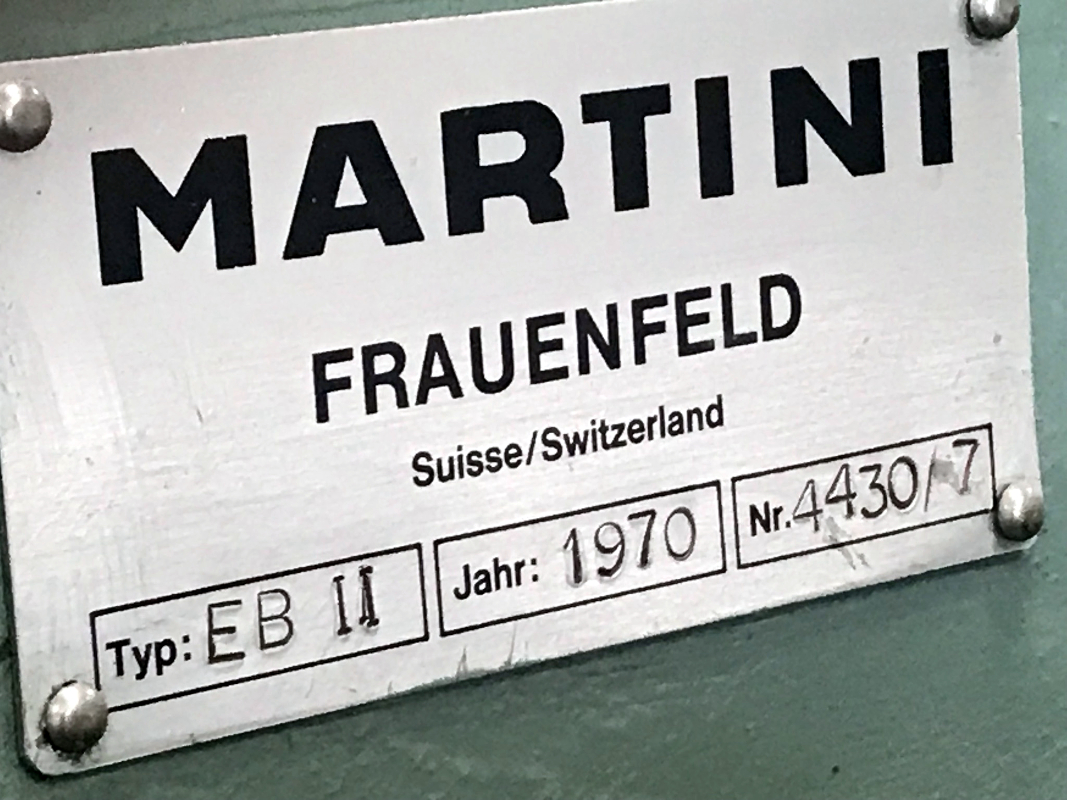 MARTINI
FRAUENFELD
Suisse/Switzerland
Typ: EB II Jahr: 1970 Nr. 4430/7